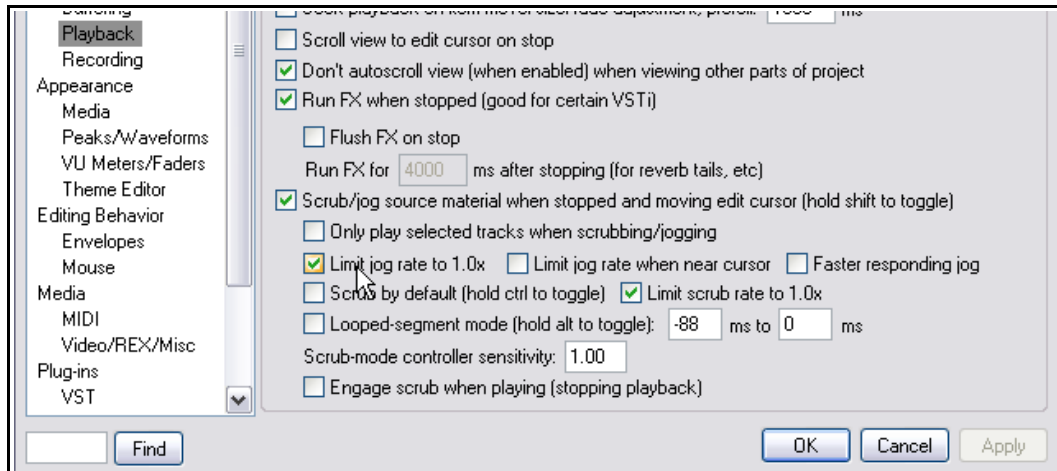 Buffering
Playback
Recording
Appearance
Media
Peaks/Waveforms
VU Meters/Faders
Theme Editor
Editing Behavior
Envelopes
Mouse
Media
MIDI
Video/REX/Misc
Plug-ins
VST
Find
ms
Scroll view to edit cursor on stop
Don't autoscroll view (when enabled) when viewing other parts of project
Run FX when stopped (good for certain VSTi)
Flush FX on stop
Run FX for 4000 ms after stopping (for reverb tails, etc)
Scrub/jog source material when stopped and moving edit cursor (hold shift to toggle)
Only play selected tracks when scrubbing/jogging
Limit jog rate to 1.0x Limit jog rate when near cursor Faster responding jog
Scrub by default (hold ctrl to toggle) Limit scrub rate to 1.0x
Looped-segment mode (hold alt to toggle): -88 ms to 0 ms
Scrub-mode controller sensitivity: 1.00
Engage scrub when playing (stopping playback)
OK Cancel Apply